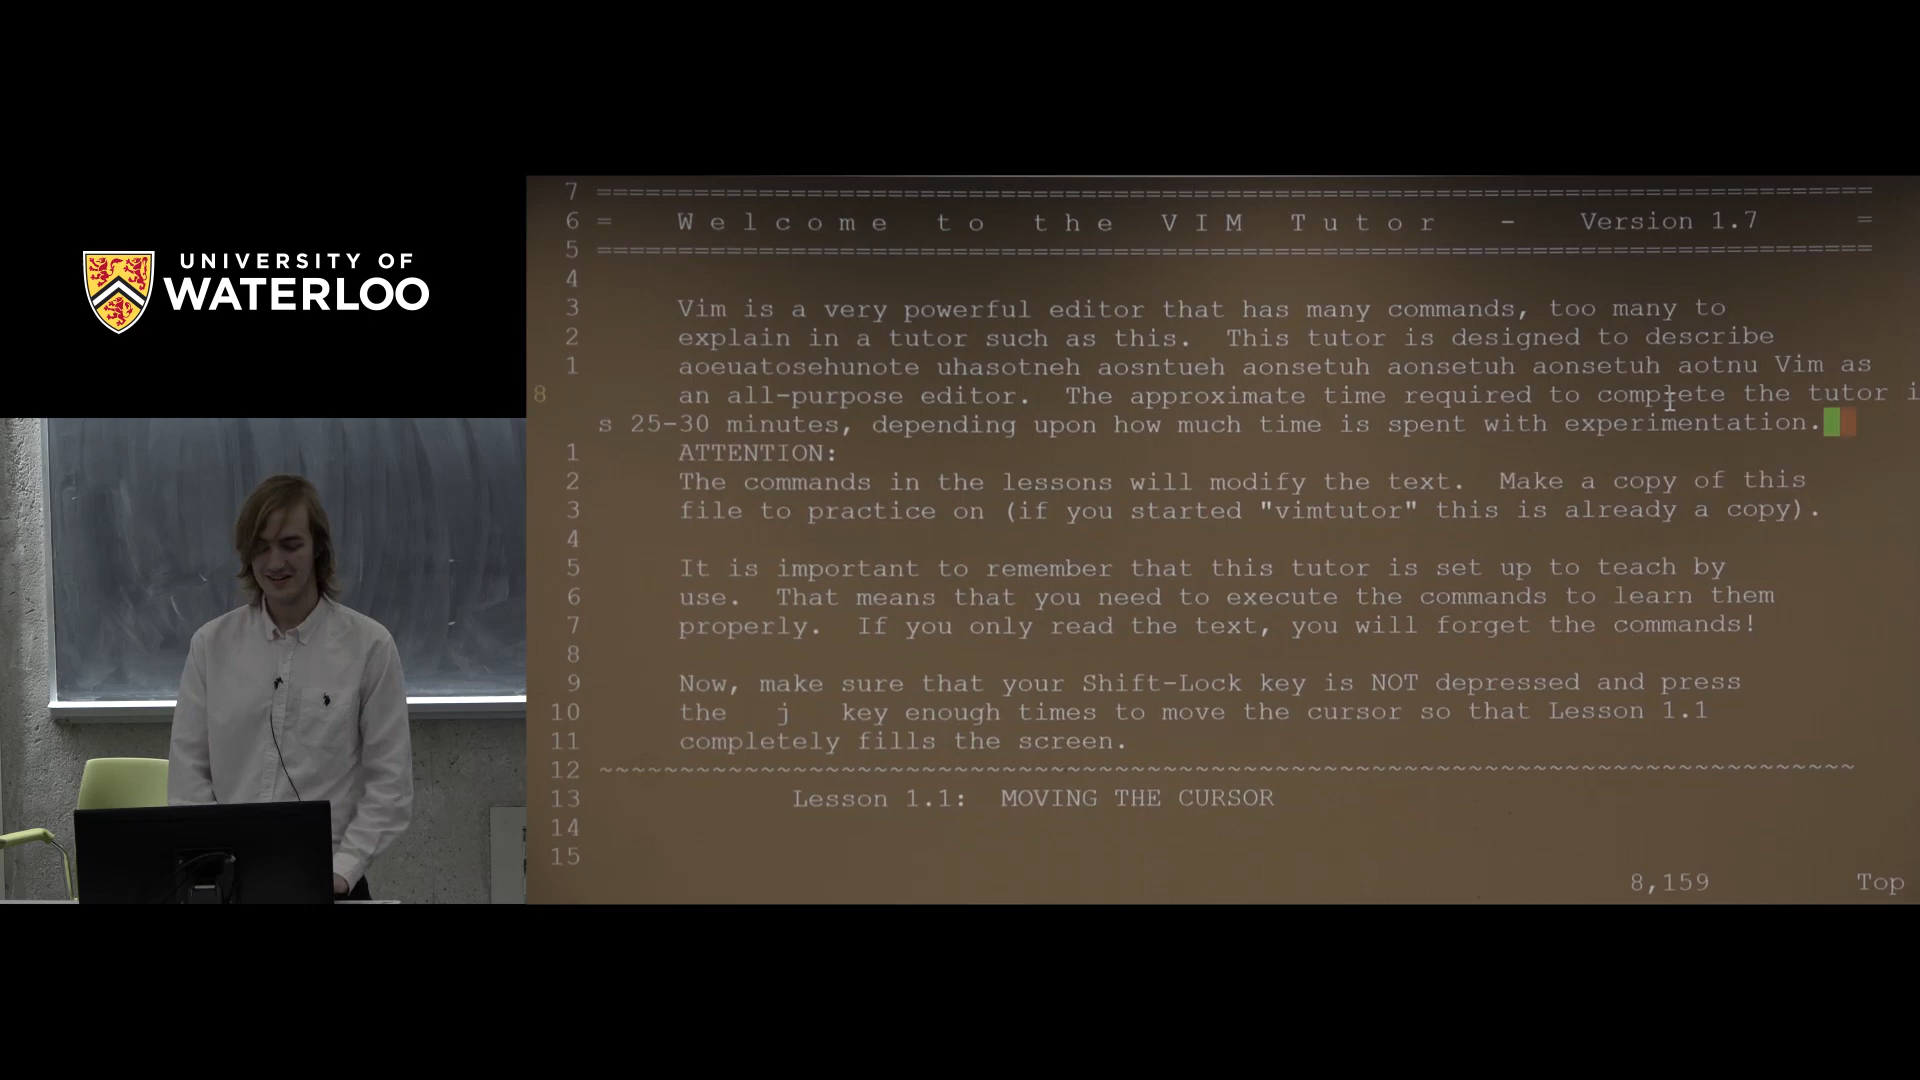 UNIVERSITY OF
WATERLOO
7 ===============================================================================
6 =    W e l c o m e   t o   t h e   V I M   T u t o r    -    Version 1.7      =
5 ===============================================================================
4
3 Vim is a very powerful editor that has many commands, too many to
2 explain in a tutor such as this.  This tutor is designed to describe
1 aoeuatosehunote uhasotneh aosntueh aonsetuh aonsetuh aonsetuh aotnu Vim as
8 an all-purpose editor.  The approximate time required to complete the tutor i
s 25-30 minutes, depending upon how much time is spent with experimentation.
1 ATTENTION:
2 The commands in the lessons will modify the text.  Make a copy of this
3 file to practice on (if you started "vimtutor" this is already a copy).
4
5 It is important to remember that this tutor is set up to teach by
6 use.  That means that you need to execute the commands to learn them
7 properly.  If you only read the text, you will forget the commands!
8
9 Now, make sure that your Shift-Lock key is NOT depressed and press
10 the   j   key enough times to move the cursor so that Lesson 1.1
11 completely fills the screen.
12 ~~~~~~~~~~~~~~~~~~~~~~~~~~~~~~~~~~~~~~~~~~~~~~~~~~~~~~~~~~~~~~~~~~~~~~~~~~~~~~
13 Lesson 1.1:  MOVING THE CURSOR
14
15
8,159 Top